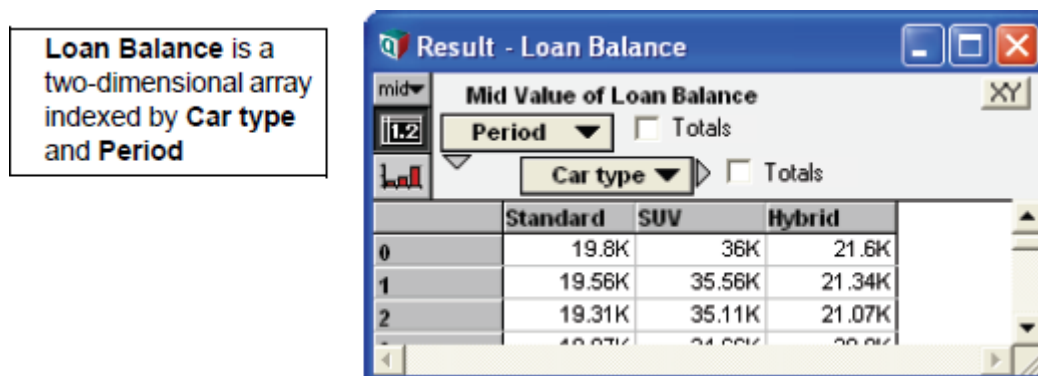 Loan Balance is a
two-dimensional array
indexed by Car type
and Period
Result - Loan Balance
mid
Mid Value of Loan Balance
XY
1.2
Period
Totals
Car type
Totals
Standard SUV Hybrid
0 19.8K 36K 21.6K
1 19.56K 35.56K 21.34K
2 19.31K 35.11K 21.07K